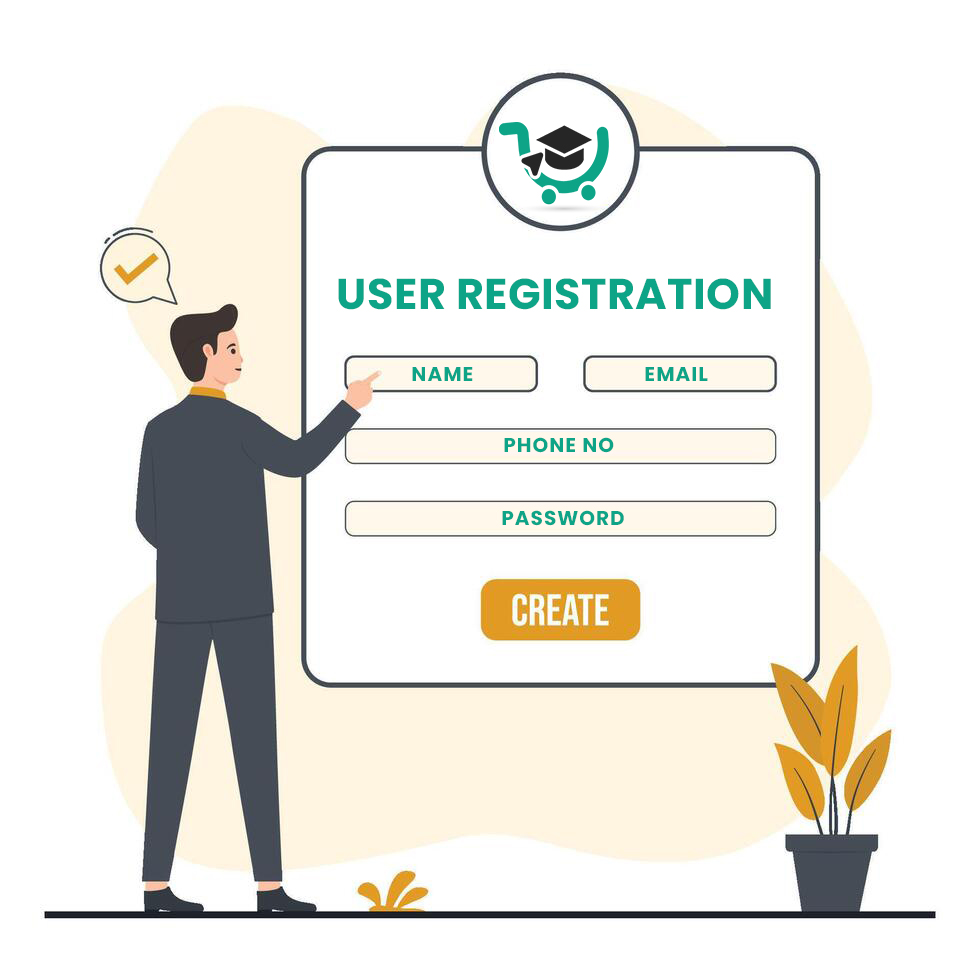 USER REGISTRATION
NAME EMAIL
PHONE NO
PASSWORD
CREATE